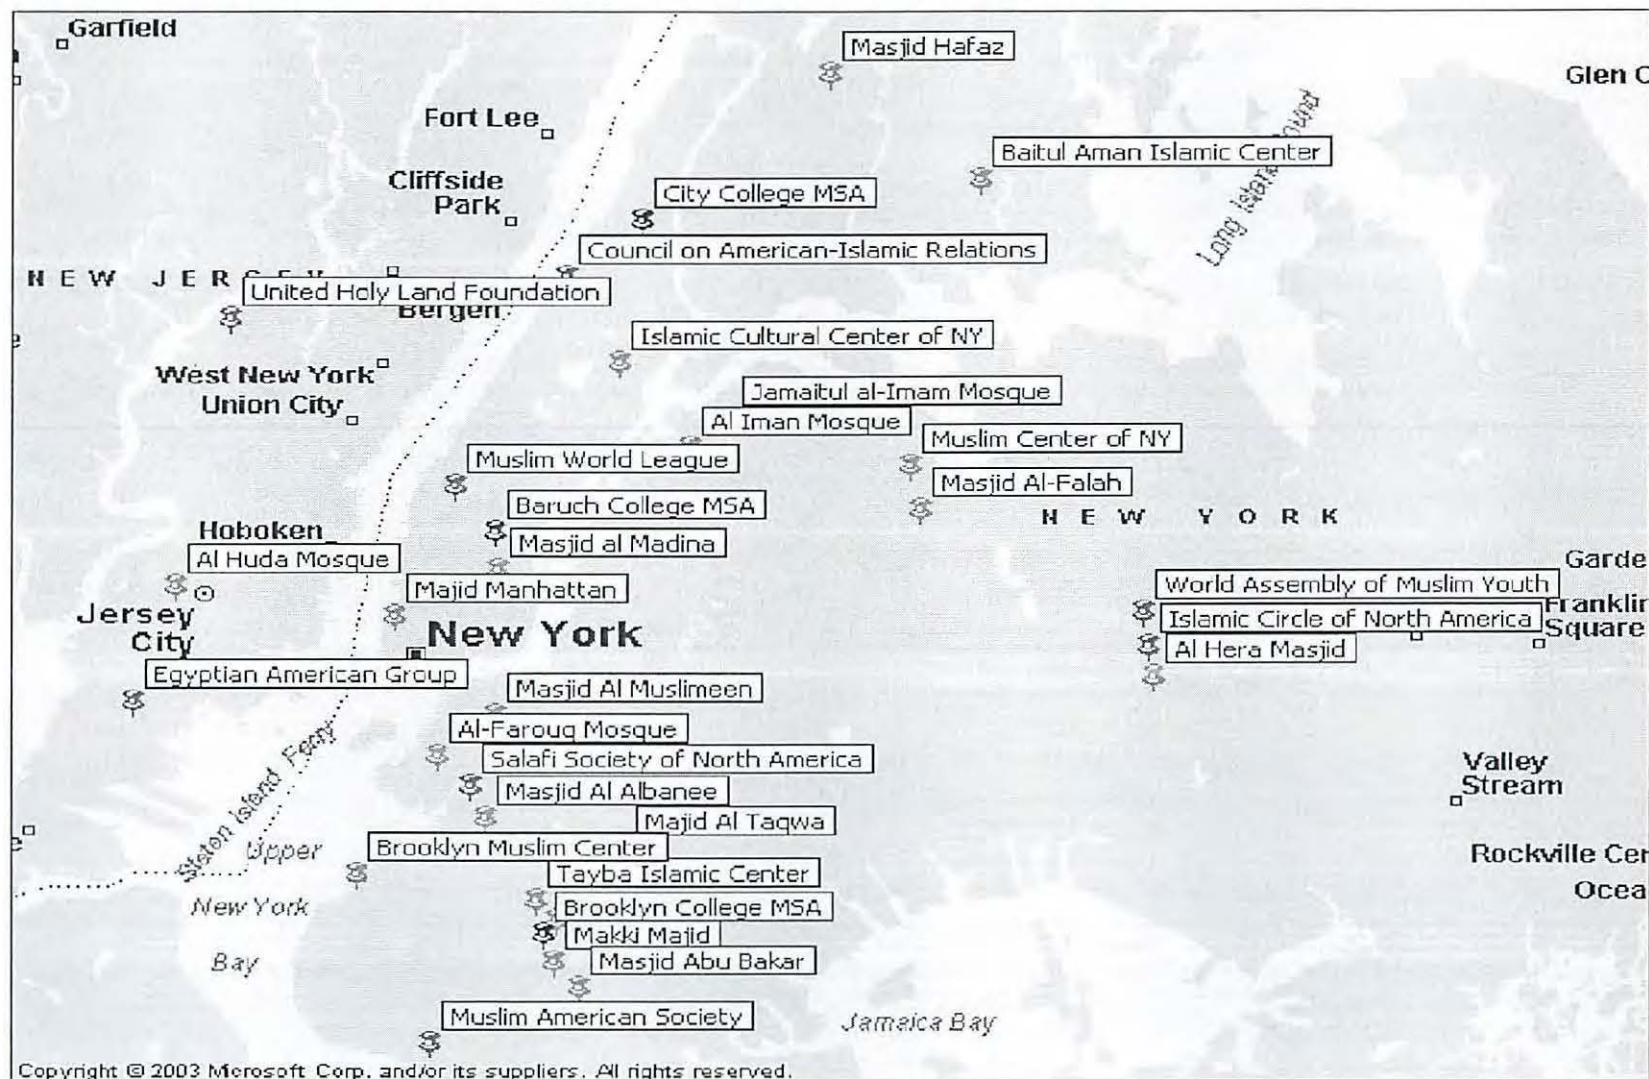 Garfield
Masjid Hafaz
Glen C
Fort Lee
Long Island Sound
Baitul Aman Islamic Center
Cliffside
Park
City College MSA
Council on American-Islamic Relations
NEW JER
United Holy Land Foundation
Bergen
Islamic Cultural Center of NY
West New York
Union City
Jamaitul al-Imam Mosque
Al Iman Mosque
Muslim Center of NY
Muslim World League
Masjid Al-Falah
Baruch College MSA
NEW YORK
Hoboken
Masjid al Madina
Al Huda Mosque
Garde
Majid Manhattan
World Assembly of Muslim Youth
Jersey
City
New York
Islamic Circle of North America
Franklin
Square
Al Hera Masjid
Egyptian American Group
Masjid Al Muslimeen
Al-Farouq Mosque
Staten Island Ferry
Salafi Society of North America
Valley
Stream
Masjid Al Albanee
Majid Al Taqwa
Upper
New York
Bay
Brooklyn Muslim Center
Rockville Cen
Tayba Islamic Center
Ocea
Brooklyn College MSA
Makki Majid
Masjid Abu Bakar
Muslim American Society
Jamaica Bay
Copyright © 2003 Microsoft Corp. and/or its suppliers. All rights reserved.